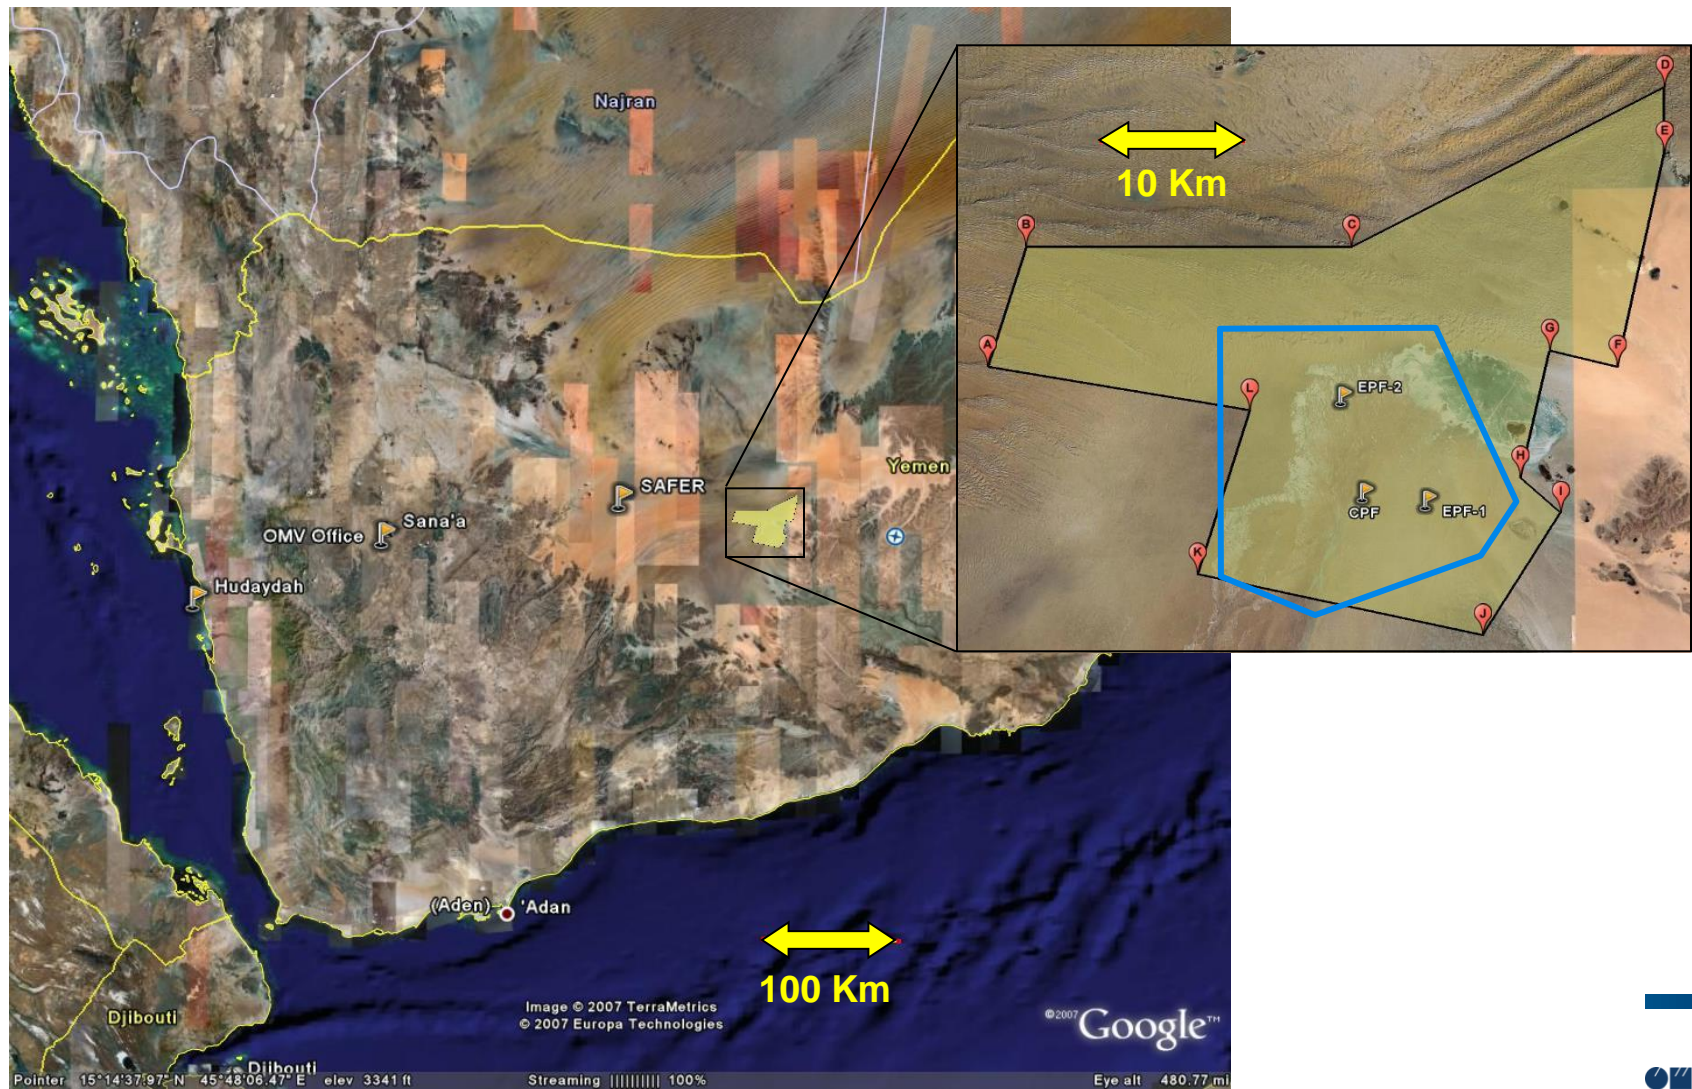 Najran
10 Km
D
E
B
C
A
G
F
L
EPF-2
H
I
CPF
EPF-1
K
J
Yemen
SAFER
Sana'a
OMV Office
Hudaydah
(Aden)
'Adan
100 Km
Image © 2007 TerraMetrics
© 2007 Europa Technologies
©2007 Google™
Djibouti
Djibouti
Pointer 15°14'37.97" N 45°48'06.47" E elev 3341 ft Streaming |||||||||| 100% Eye alt 480.77 mi